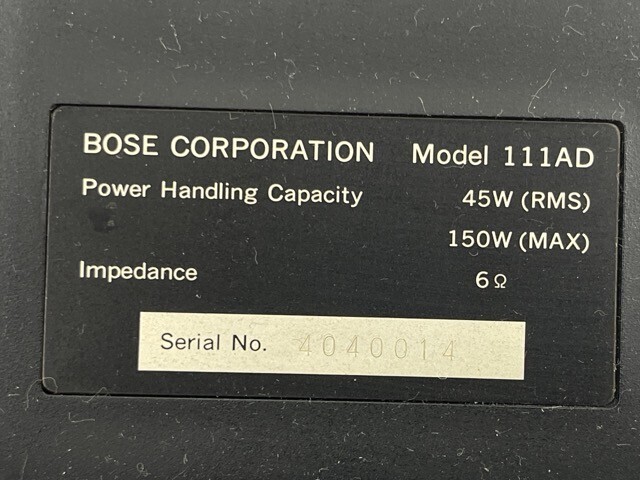 BOSE CORPORATION Model 111AD
Power Handling Capacity 45W (RMS)
150W (MAX)
Impedance 6Ω
Serial No. 4040014